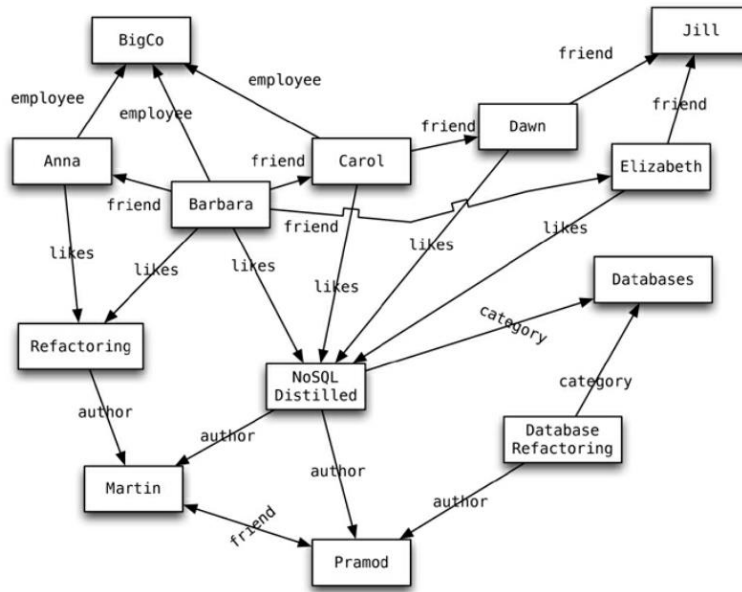 BigCo
Jill
friend
employee
employee
friend
Dawn
employee
friend
Anna
friend
Carol
Elizabeth
friend
Barbara
friend
likes
likes
likes
likes
likes
likes
Databases
category
Refactoring
NoSQL
Distilled
category
author
author
Database
Refactoring
author
Martin
author
friend
Pramod